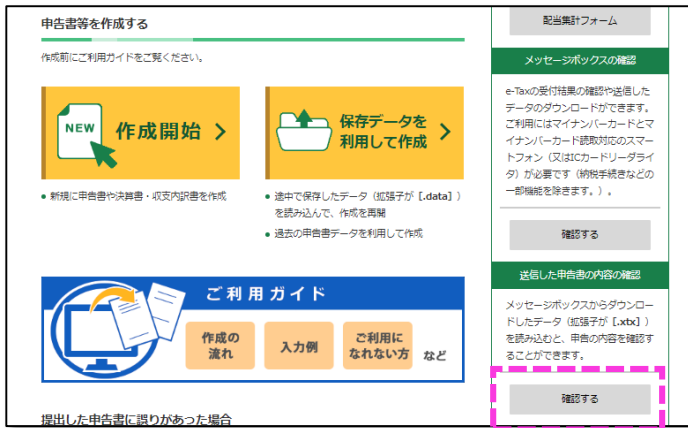 申告書等を作成する
作成前にご利用ガイドをご覧ください。
NEW
作成開始
保存データを
利用して作成
● 新規に申告書や決算書・収支内訳書を作成
● 途中で保存したデータ（拡張子が［.data］）
を読み込んで、作成を再開
● 過去の申告書データを利用して作成
ご利用ガイド
作成の
流れ
入力例
ご利用に
なれない方
など
提出した申告書に誤りがあった場合
配当集計フォーム
メッセージボックスの確認
e-Taxの受付結果の確認や送信した
データのダウンロードができます。
ご利用にはマイナンバーカードとマ
イナンバーカード読取対応のスマー
トフォン（又はICカードリーダライ
タ）が必要です（納税手続きなどの
一部機能を除きます。）。
確認する
送信した申告書の内容の確認
メッセージボックスからダウンロー
ドしたデータ（拡張子が［.xtx］）
を読み込むと、申告の内容を確認す
ることができます。
確認する